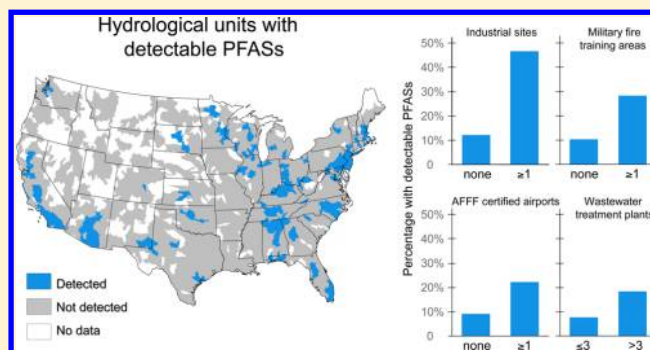 Hydrological units with
detectable PFASs
Detected
Not detected
No data
Percentage with detectable PFASs
Industrial sites
50%
40%
30%
20%
10%
0
none
≥1
Military fire
training areas
none
≥1
AFFF certified airports
50%
40%
30%
20%
10%
0
none
≥1
Wastewater
treatment plants
≤3
>3